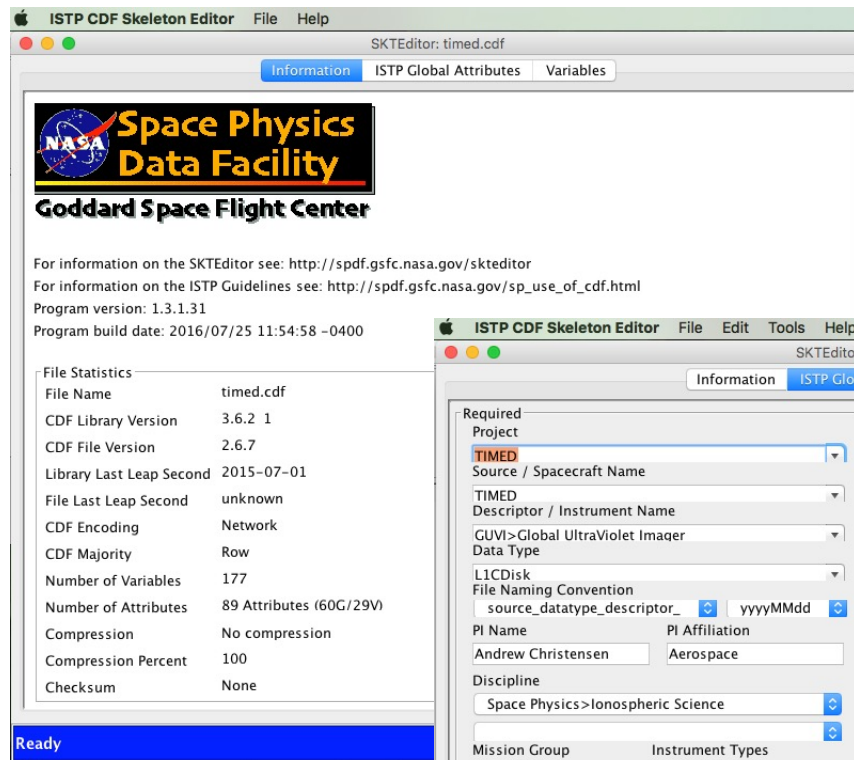 ISTP CDF Skeleton Editor File Help
SKTEditor: timed.cdf
Information ISTP Global Attributes Variables
NASA
Space Physics
Data Facility
Goddard Space Flight Center
For information on the SKTEditor see: http://spdf.gsfc.nasa.gov/skteditor
For information on the ISTP Guidelines see: http://spdf.gsfc.nasa.gov/sp_use_of_cdf.html
Program version: 1.3.1.31
Program build date: 2016/07/25 11:54:58 -0400
File Statistics
File Name timed.cdf
CDF Library Version 3.6.2 1
CDF File Version 2.6.7
Library Last Leap Second 2015-07-01
File Last Leap Second unknown
CDF Encoding Network
CDF Majority Row
Number of Variables 177
Number of Attributes 89 Attributes (60G/29V)
Compression No compression
Compression Percent 100
Checksum None
Ready
ISTP CDF Skeleton Editor File Edit Tools Help
SKTEdito
Information ISTP Glo
Required
Project
TIMED
Source / Spacecraft Name
TIMED
Descriptor / Instrument Name
GUVI>Global UltraViolet Imager
Data Type
L1CDisk
File Naming Convention
source_datatype_descriptor_ yyyyMMdd
PI Name PI Affiliation
Andrew Christensen Aerospace
Discipline
Space Physics>Ionospheric Science
Mission Group Instrument Types